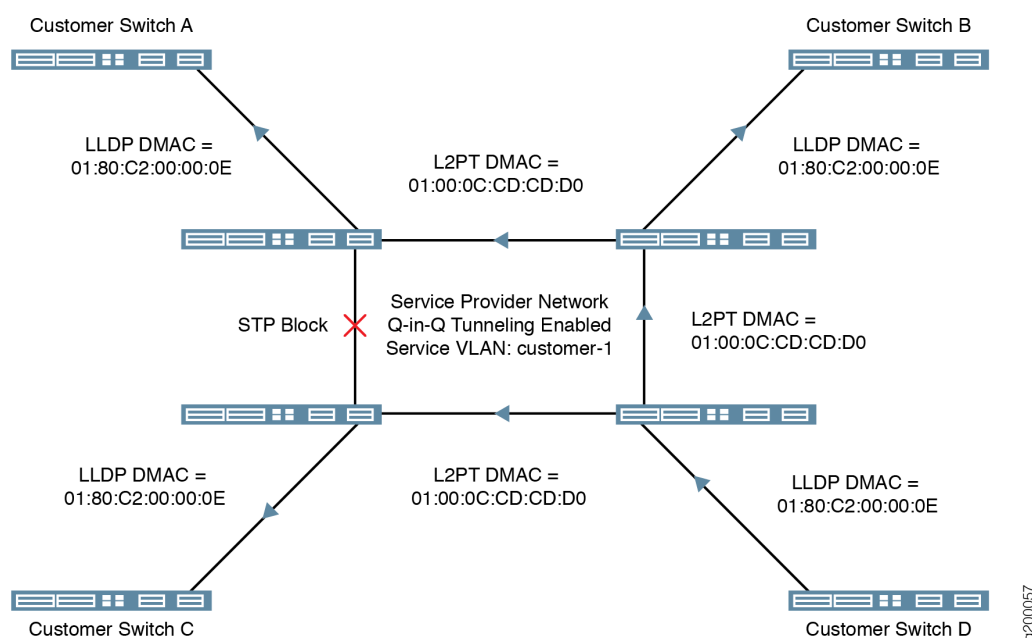 Customer Switch A
Customer Switch B
LLDP DMAC =
01:80:C2:00:00:0E
L2PT DMAC =
01:00:0C:CD:CD:D0
LLDP DMAC =
01:80:C2:00:00:0E
STP Block
Service Provider Network
Q-in-Q Tunneling Enabled
Service VLAN: customer-1
L2PT DMAC =
01:00:0C:CD:CD:D0
LLDP DMAC =
01:80:C2:00:00:0E
L2PT DMAC =
01:00:0C:CD:CD:D0
LLDP DMAC =
01:80:C2:00:00:0E
Customer Switch C
Customer Switch D
g200057